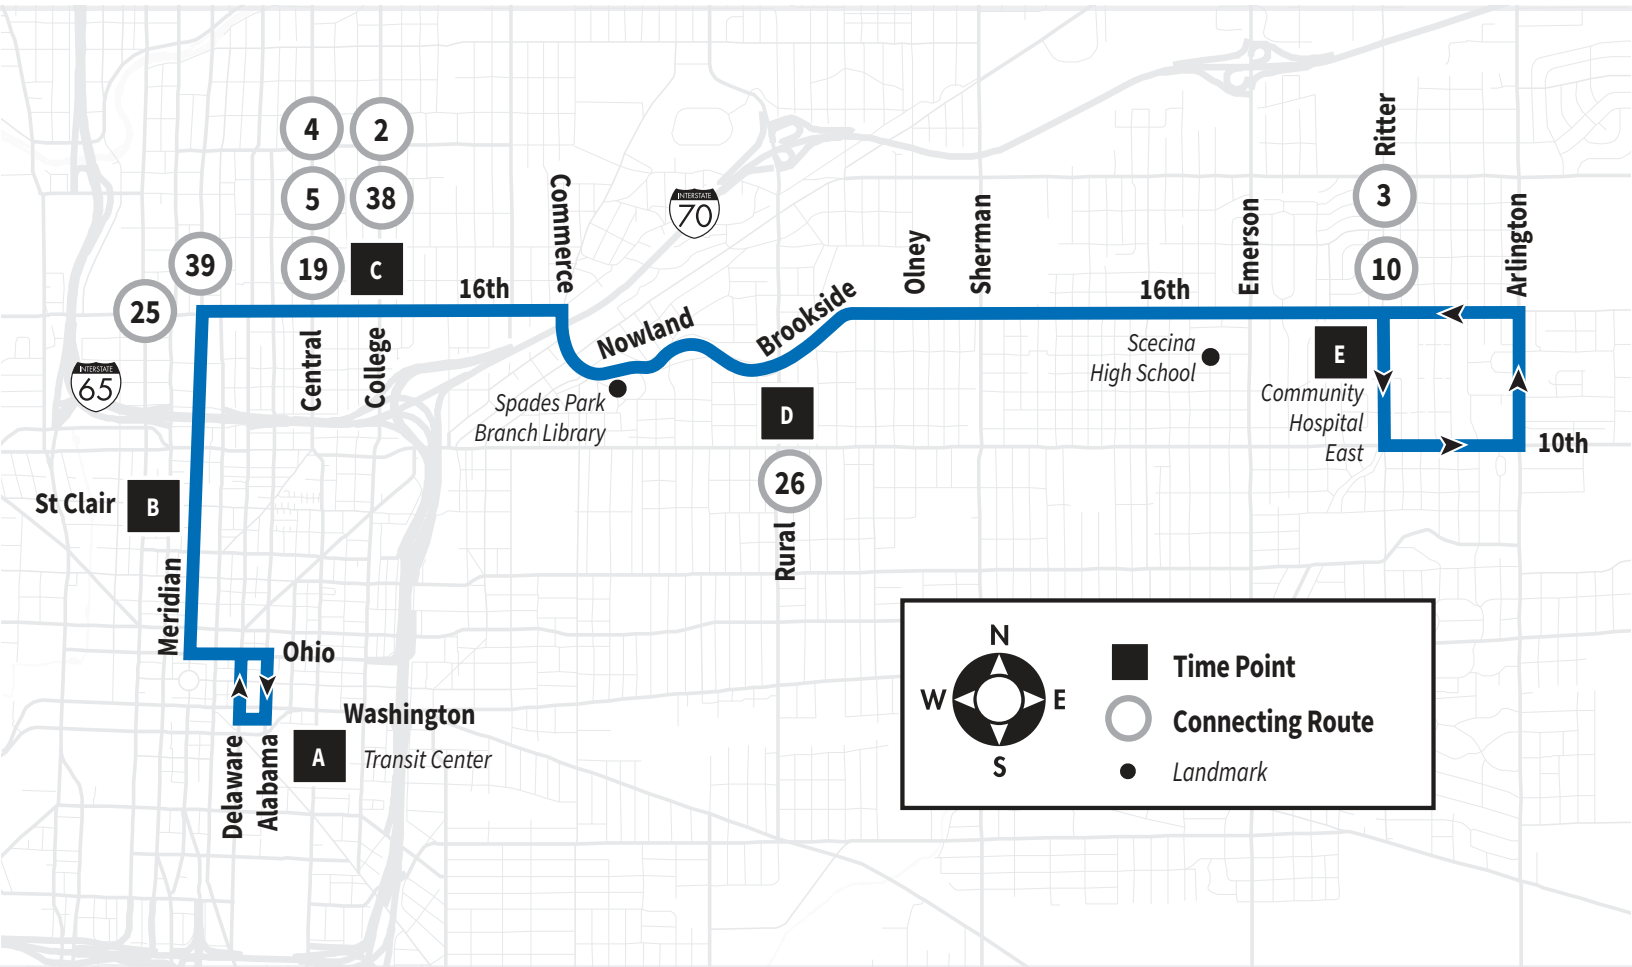 4
2
5
38
39
19
C
25
16th
Commerce
INTERSTATE
70
Olney
Sherman
Emerson
Ritter
3
10
Arlington
16th
Central
College
Nowland
Brookside
INTERSTATE
65
Spades Park
Branch Library
D
26
Rural
Scecina
High School
E
Community
Hospital
East
10th
St Clair
B
Meridian
Ohio
Washington
A
Transit Center
Delaware
Alabama
N
W
E
S
Time Point
Connecting Route
Landmark